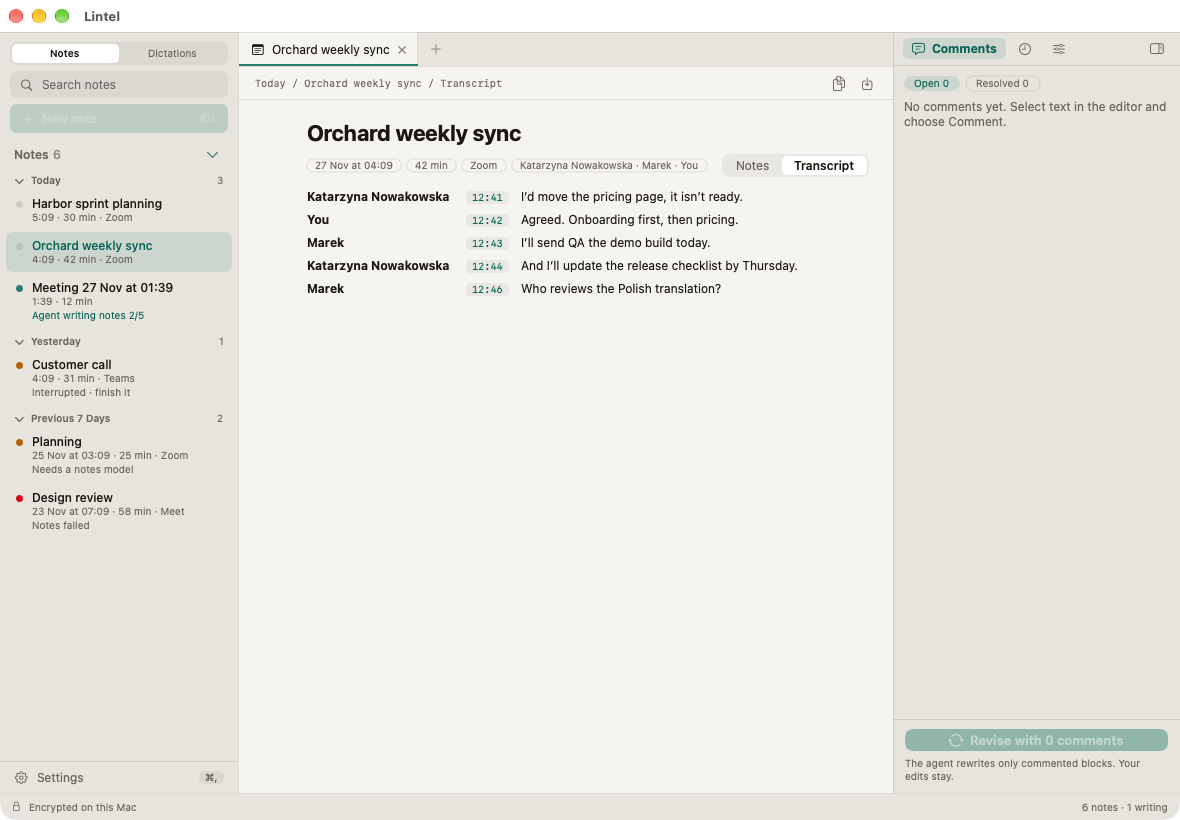 Lintel
Notes
Dictations
Search notes
+ New note ⌘N
Notes 6
Today 3
Harbor sprint planning
5:09 · 30 min · Zoom
Orchard weekly sync
4:09 · 42 min · Zoom
Meeting 27 Nov at 01:39
1:39 · 12 min
Agent writing notes 2/5
Yesterday 1
Customer call
4:09 · 31 min · Teams
Interrupted · finish it
Previous 7 Days 2
Planning
25 Nov at 03:09 · 25 min · Zoom
Needs a notes model
Design review
23 Nov at 07:09 · 58 min · Meet
Notes failed
Settings ⌘,
Encrypted on this Mac
Orchard weekly sync
Today / Orchard weekly sync / Transcript
Orchard weekly sync
27 Nov at 04:09 42 min Zoom Katarzyna Nowakowska · Marek · You
Notes Transcript
Katarzyna Nowakowska 12:41 I’d move the pricing page, it isn’t ready.
You 12:42 Agreed. Onboarding first, then pricing.
Marek 12:43 I’ll send QA the demo build today.
Katarzyna Nowakowska 12:44 And I’ll update the release checklist by Thursday.
Marek 12:46 Who reviews the Polish translation?
Comments
Open 0 Resolved 0
No comments yet. Select text in the editor and
choose Comment.
Revise with 0 comments
The agent rewrites only commented blocks. Your
edits stay.
6 notes · 1 writing